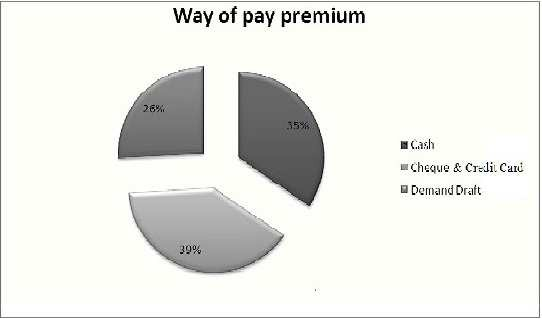 Way of pay premium
26%
35%
39%
Cash
Cheque & Credit Card
Demand Draft